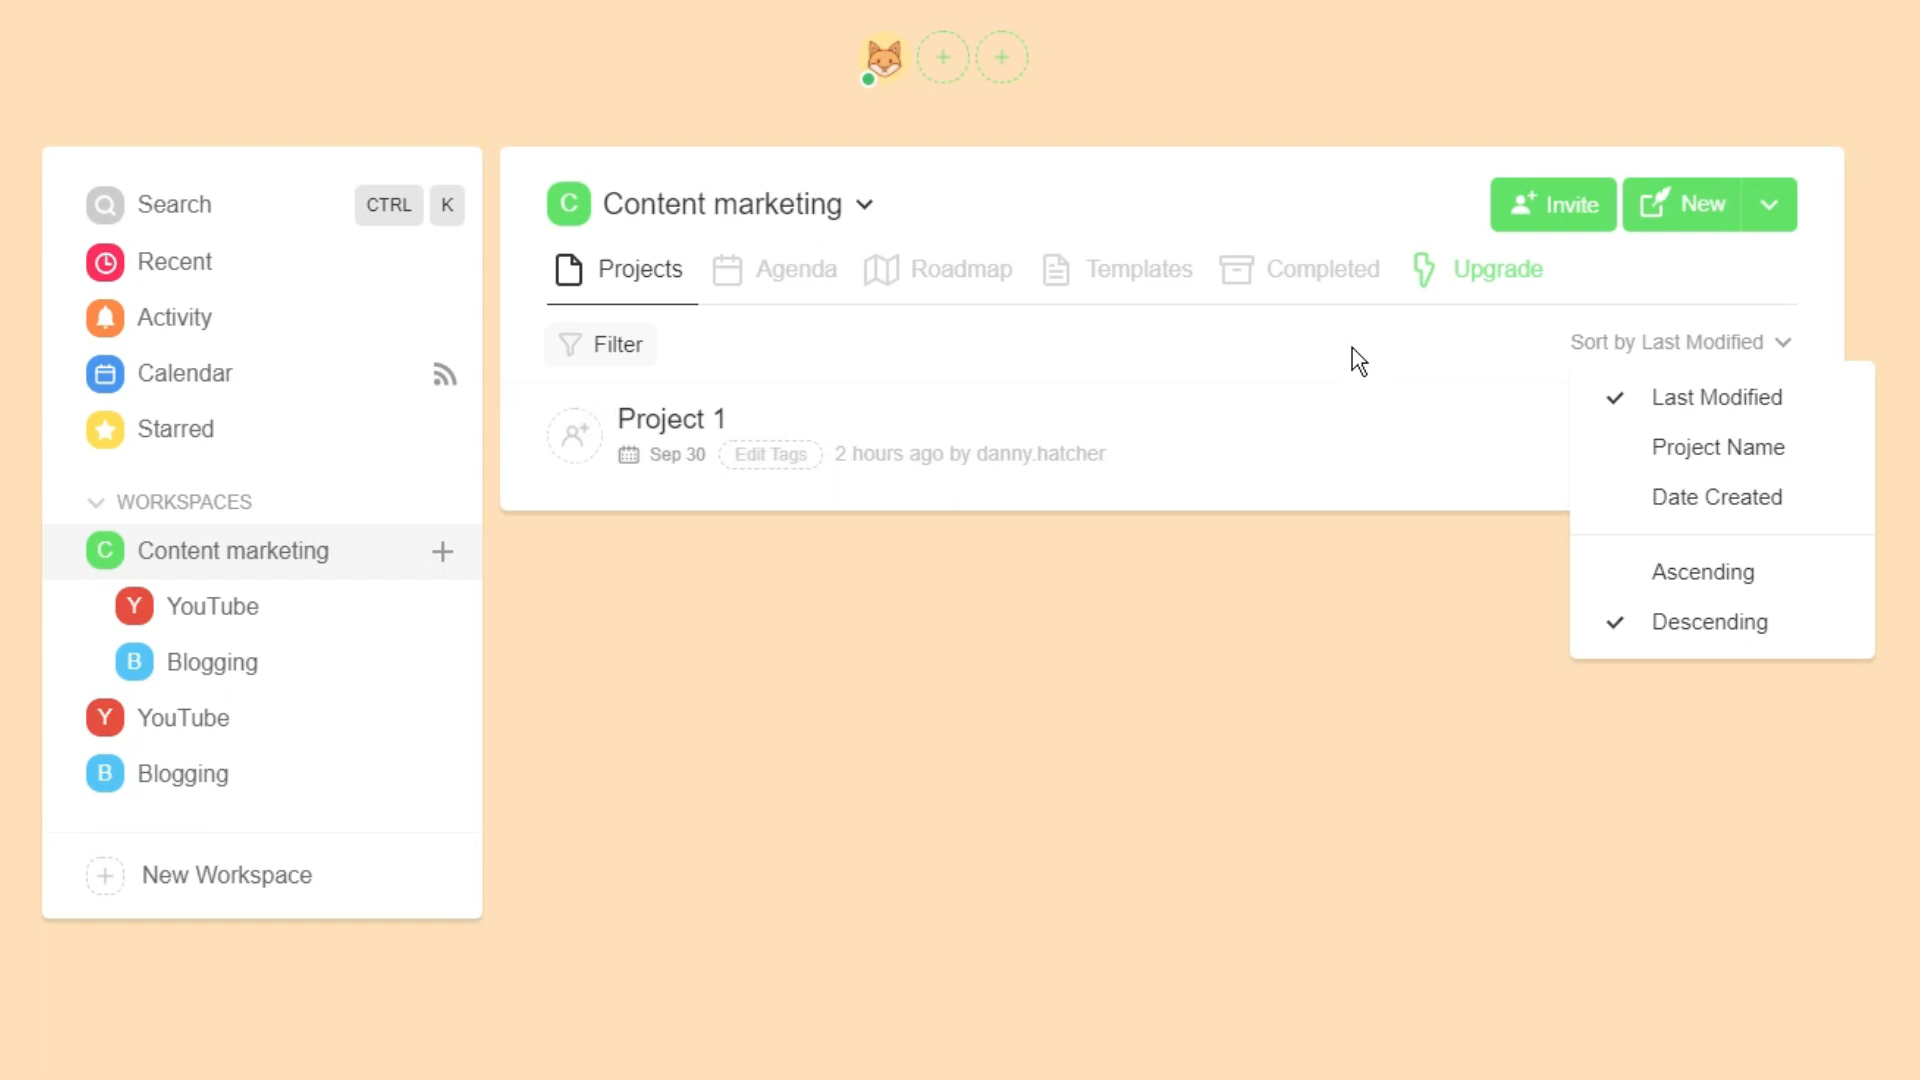 Search CTRL K
Recent
Activity
Calendar
Starred
WORKSPACES
C Content marketing
Y YouTube
B Blogging
Y YouTube
B Blogging
New Workspace
C Content marketing
Invite New
Projects Agenda Roadmap Templates Completed Upgrade
Filter
Sort by Last Modified
Project 1
Sep 30 Edit Tags 2 hours ago by danny.hatcher
Last Modified
Project Name
Date Created
Ascending
Descending